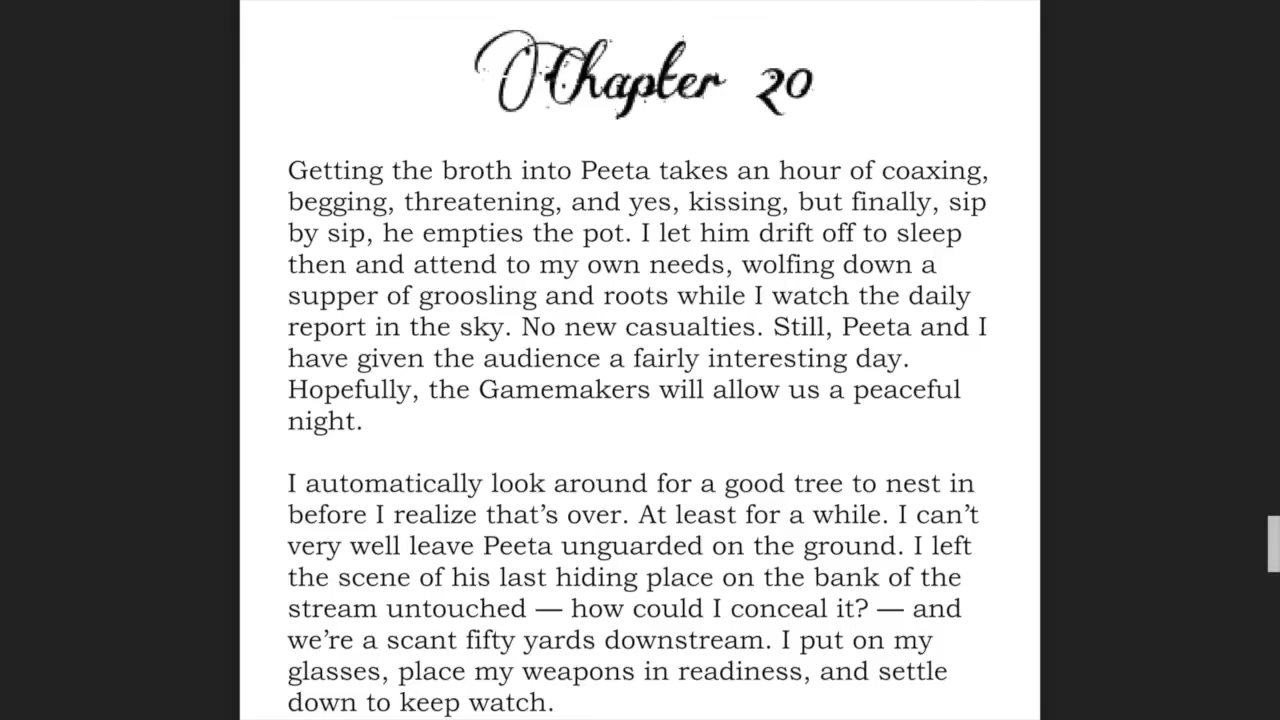 Chapter 20
Getting the broth into Peeta takes an hour of coaxing,
begging, threatening, and yes, kissing, but finally, sip
by sip, he empties the pot. I let him drift off to sleep
then and attend to my own needs, wolfing down a
supper of groosling and roots while I watch the daily
report in the sky. No new casualties. Still, Peeta and I
have given the audience a fairly interesting day.
Hopefully, the Gamemakers will allow us a peaceful
night.
I automatically look around for a good tree to nest in
before I realize that’s over. At least for a while. I can’t
very well leave Peeta unguarded on the ground. I left
the scene of his last hiding place on the bank of the
stream untouched — how could I conceal it? — and
we’re a scant fifty yards downstream. I put on my
glasses, place my weapons in readiness, and settle
down to keep watch.